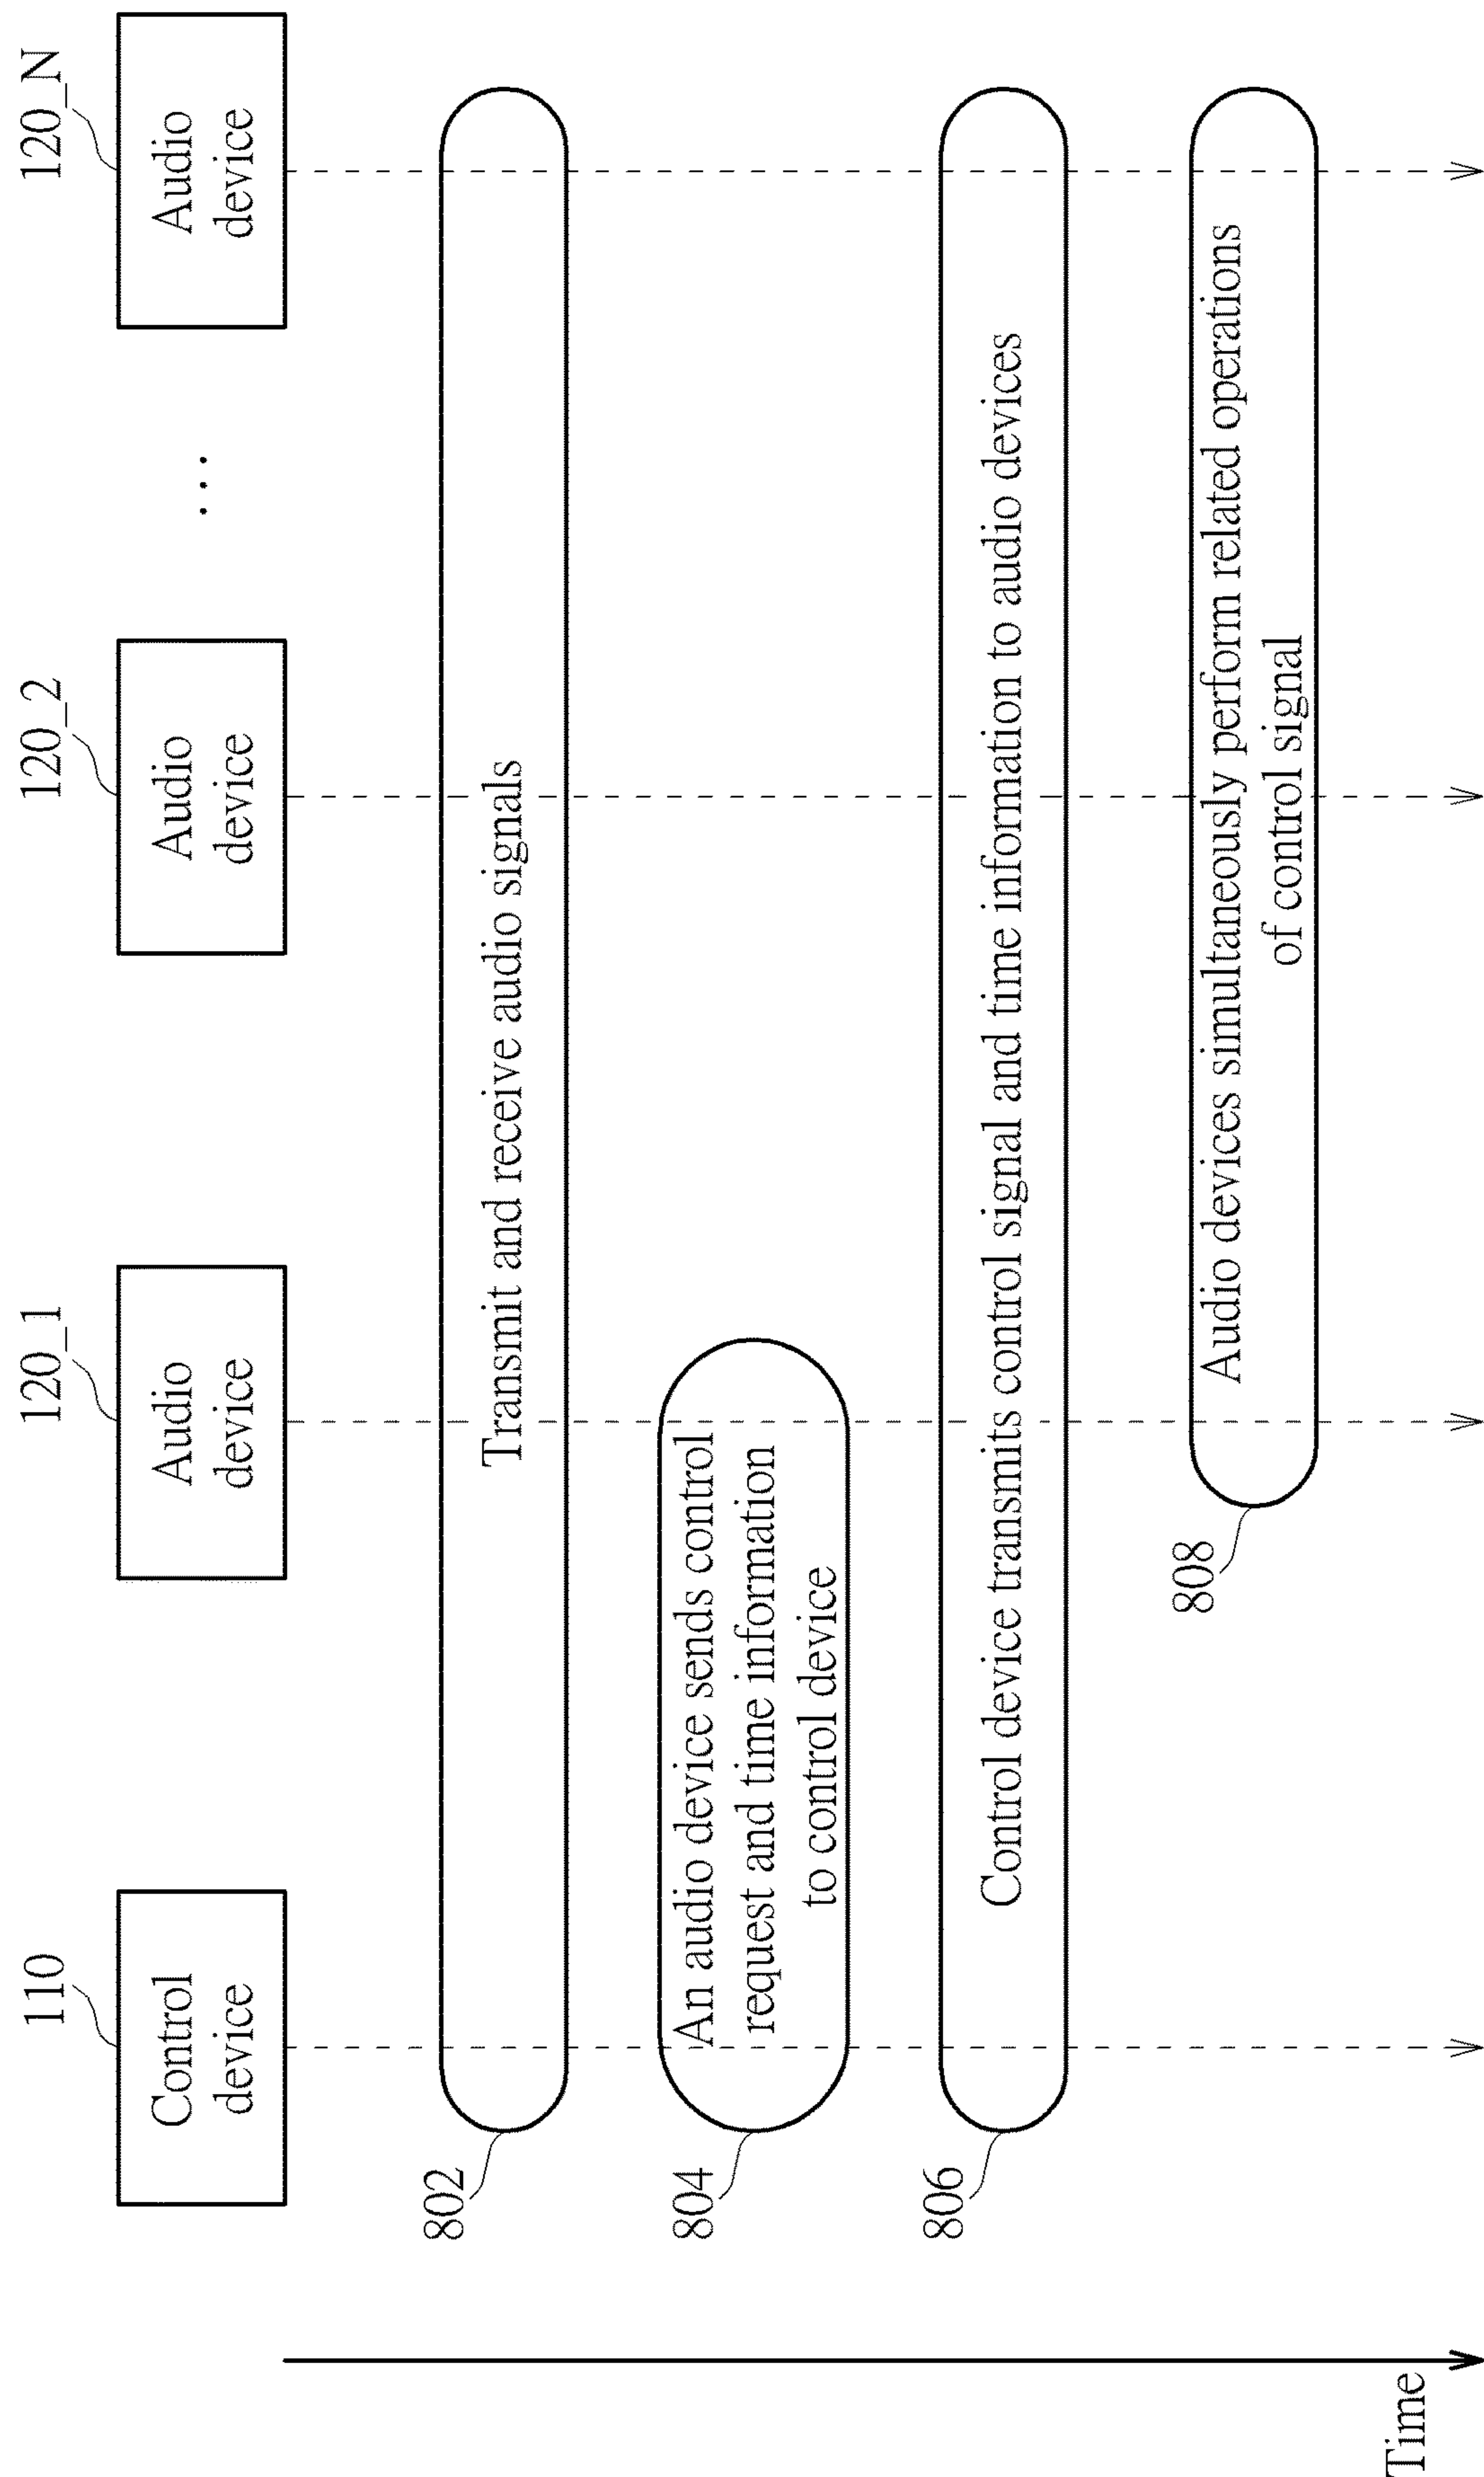 110
120_1
120_2
120_N
Control
device
Audio
device
Audio
device
...
Audio
device
802
Transmit and receive audio signals
804
An audio device sends control
request and time information
to control device
806
Control device transmits control signal and time information to audio devices
808
Audio devices simultaneously perform related operations
of control signal
Time